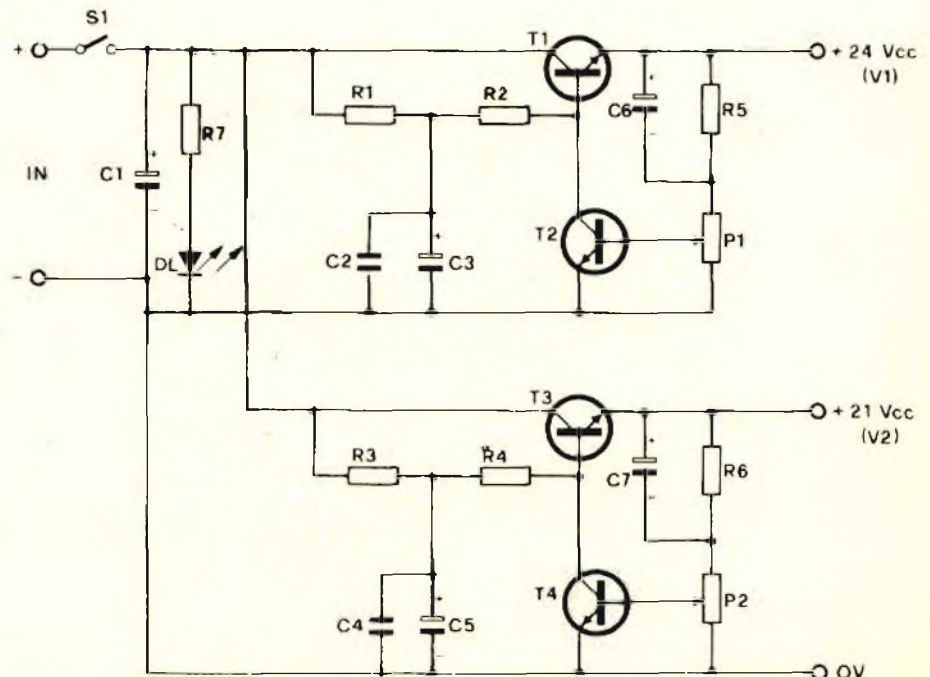 S1
+
T1
+ 24 Vcc
(V1)
R1
R2
+
C6
R5
R7
IN
+
C1
T2
P1
DL
C2
+
C3
-
T3
+ 21 Vcc
(V2)
R3
R4
+
C7
R6
T4
P2
C4
+
C5
0V